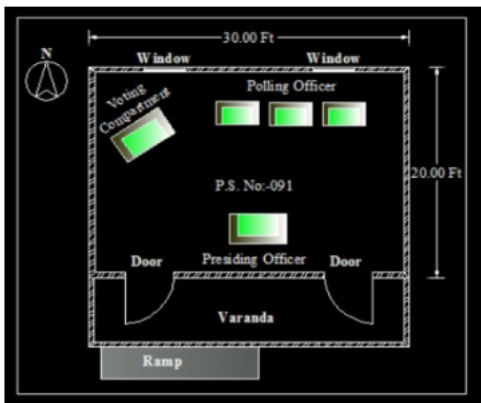 30.00 Ft
N
Window
Window
Voting
Compartment
Polling Officer
20.00 Ft
P.S. No:-091
Door
Presiding Officer
Door
Varanda
Ramp